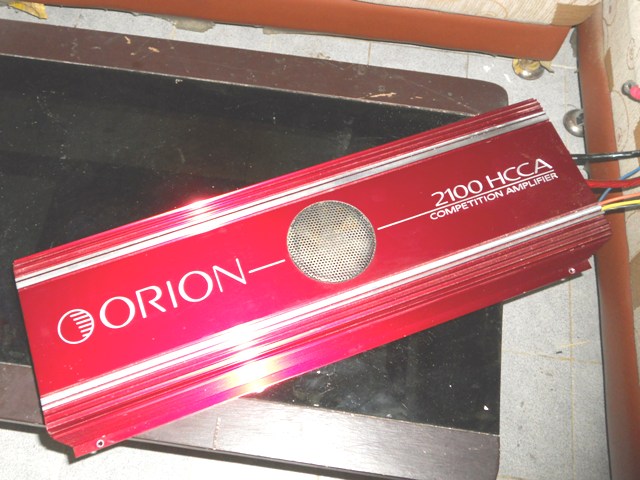 ORION
2100 HCCA
COMPETITION AMPLIFIER